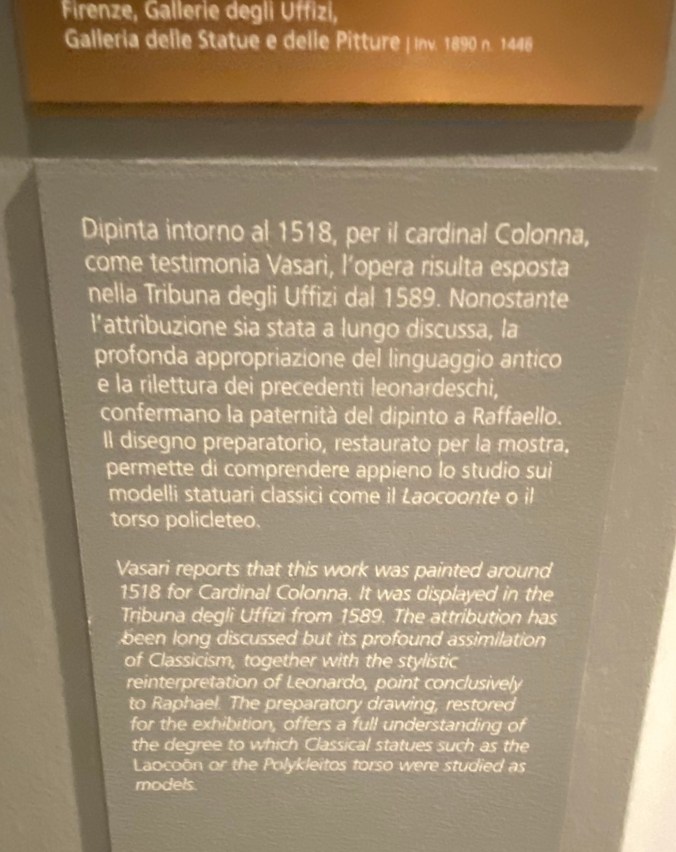 Firenze, Gallerie degli Uffizi,
Galleria delle Statue e delle Pitture | Inv. 1890 n. 1446
Dipinta intorno al 1518, per il cardinal Colonna,
come testimonia Vasari, l'opera risulta esposta
nella Tribuna degli Uffizi dal 1589. Nonostante
l'attribuzione sia stata a lungo discussa, la
profonda appropriazione del linguaggio antico
e la rilettura dei precedenti leonardeschi,
confermano la paternità del dipinto a Raffaello.
Il disegno preparatorio, restaurato per la mostra,
permette di comprendere appieno lo studio sui
modelli statuari classici come il Laocoonte o il
torso policleteo.
Vasari reports that this work was painted around
1518 for Cardinal Colonna. It was displayed in the
Tribuna degli Uffizi from 1589. The attribution has
been long discussed but its profound assimilation
of Classicism, together with the stylistic
reinterpretation of Leonardo, point conclusively
to Raphael. The preparatory drawing, restored
for the exhibition, offers a full understanding of
the degree to which Classical statues such as the
Laocoön or the Polykleitos torso were studied as
models.